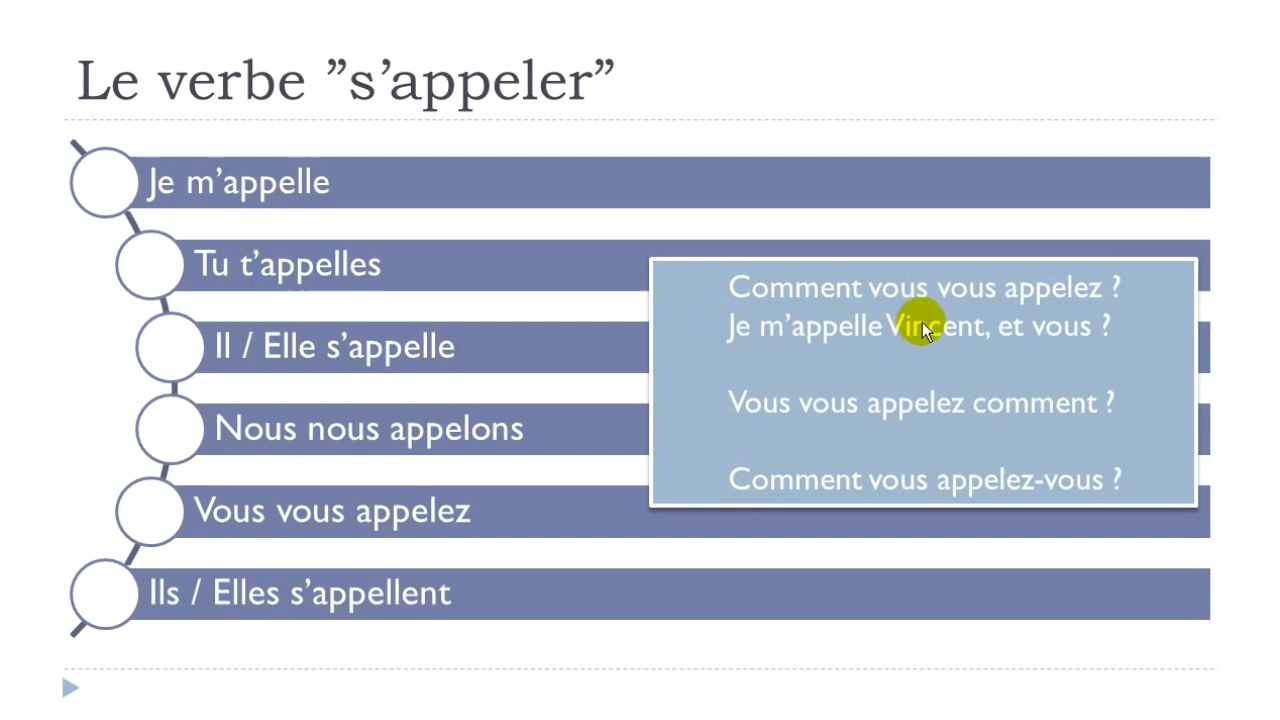 Le verbe ”s’appeler”
Je m’appelle
Tu t’appelles
Il / Elle s’appelle
Nous nous appelons
Vous vous appelez
Ils / Elles s’appellent
Comment vous vous appelez ?
Je m’appelle Vincent, et vous ?
Vous vous appelez comment ?
Comment vous appelez-vous ?